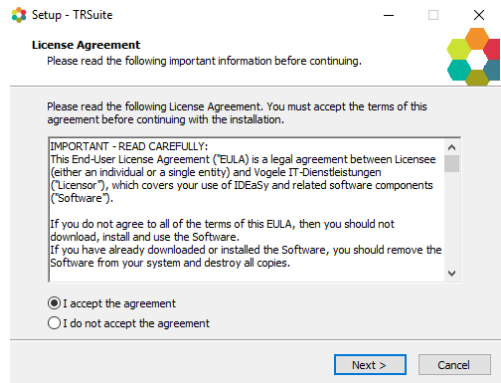 Setup - TRSuite
License Agreement
Please read the following important information before continuing.
Please read the following License Agreement. You must accept the terms of this
agreement before continuing with the installation.
IMPORTANT - READ CAREFULLY:
This End-User License Agreement ("EULA) is a legal agreement between Licensee
(either an individual or a single entity) and Vogele IT-Dienstleistungen
("Licensor"), which covers your use of IDEaSy and related software components
("Software").
If you do not agree to all of the terms of this EULA, then you should not
download, install and use the Software.
If you have already downloaded or installed the Software, you should remove the
Software from your system and destroy all copies.
I accept the agreement
I do not accept the agreement
Next >
Cancel